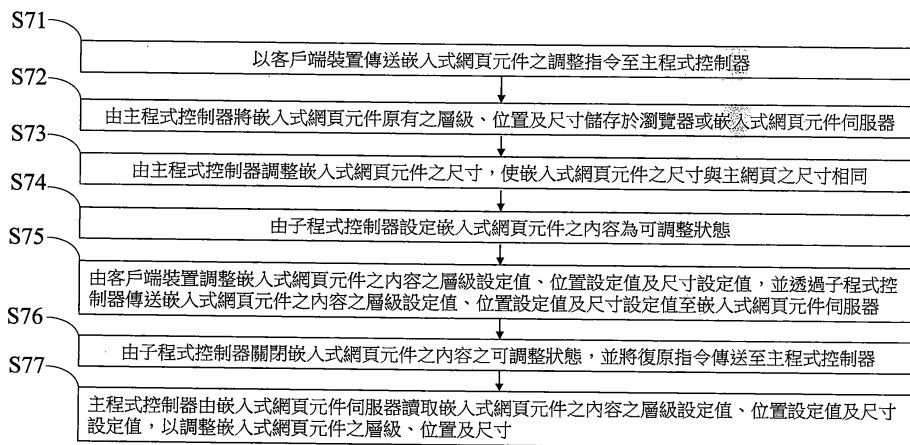 S71
以客戶端裝置傳送嵌入式網頁元件之調整指令至主程式控制器
S72
由主程式控制器將嵌入式網頁元件原有之層級、位置及尺寸儲存於瀏覽器或嵌入式網頁元件伺服器
S73
由主程式控制器調整嵌入式網頁元件之尺寸，使嵌入式網頁元件之尺寸與主網頁之尺寸相同
S74
由子程式控制器設定嵌入式網頁元件之內容為可調整狀態
S75
由客戶端裝置調整嵌入式網頁元件之內容之層級設定值、位置設定值及尺寸設定值，並透過子程式控
制器傳送嵌入式網頁元件之內容之層級設定值、位置設定值及尺寸設定值至嵌入式網頁元件伺服器
S76
由子程式控制器關閉嵌入式網頁元件之內容之可調整狀態，並將復原指令傳送至主程式控制器
S77
主程式控制器由嵌入式網頁元件伺服器讀取嵌入式網頁元件之內容之層級設定值、位置設定值及尺寸
設定值，以調整嵌入式網頁元件之層級、位置及尺寸